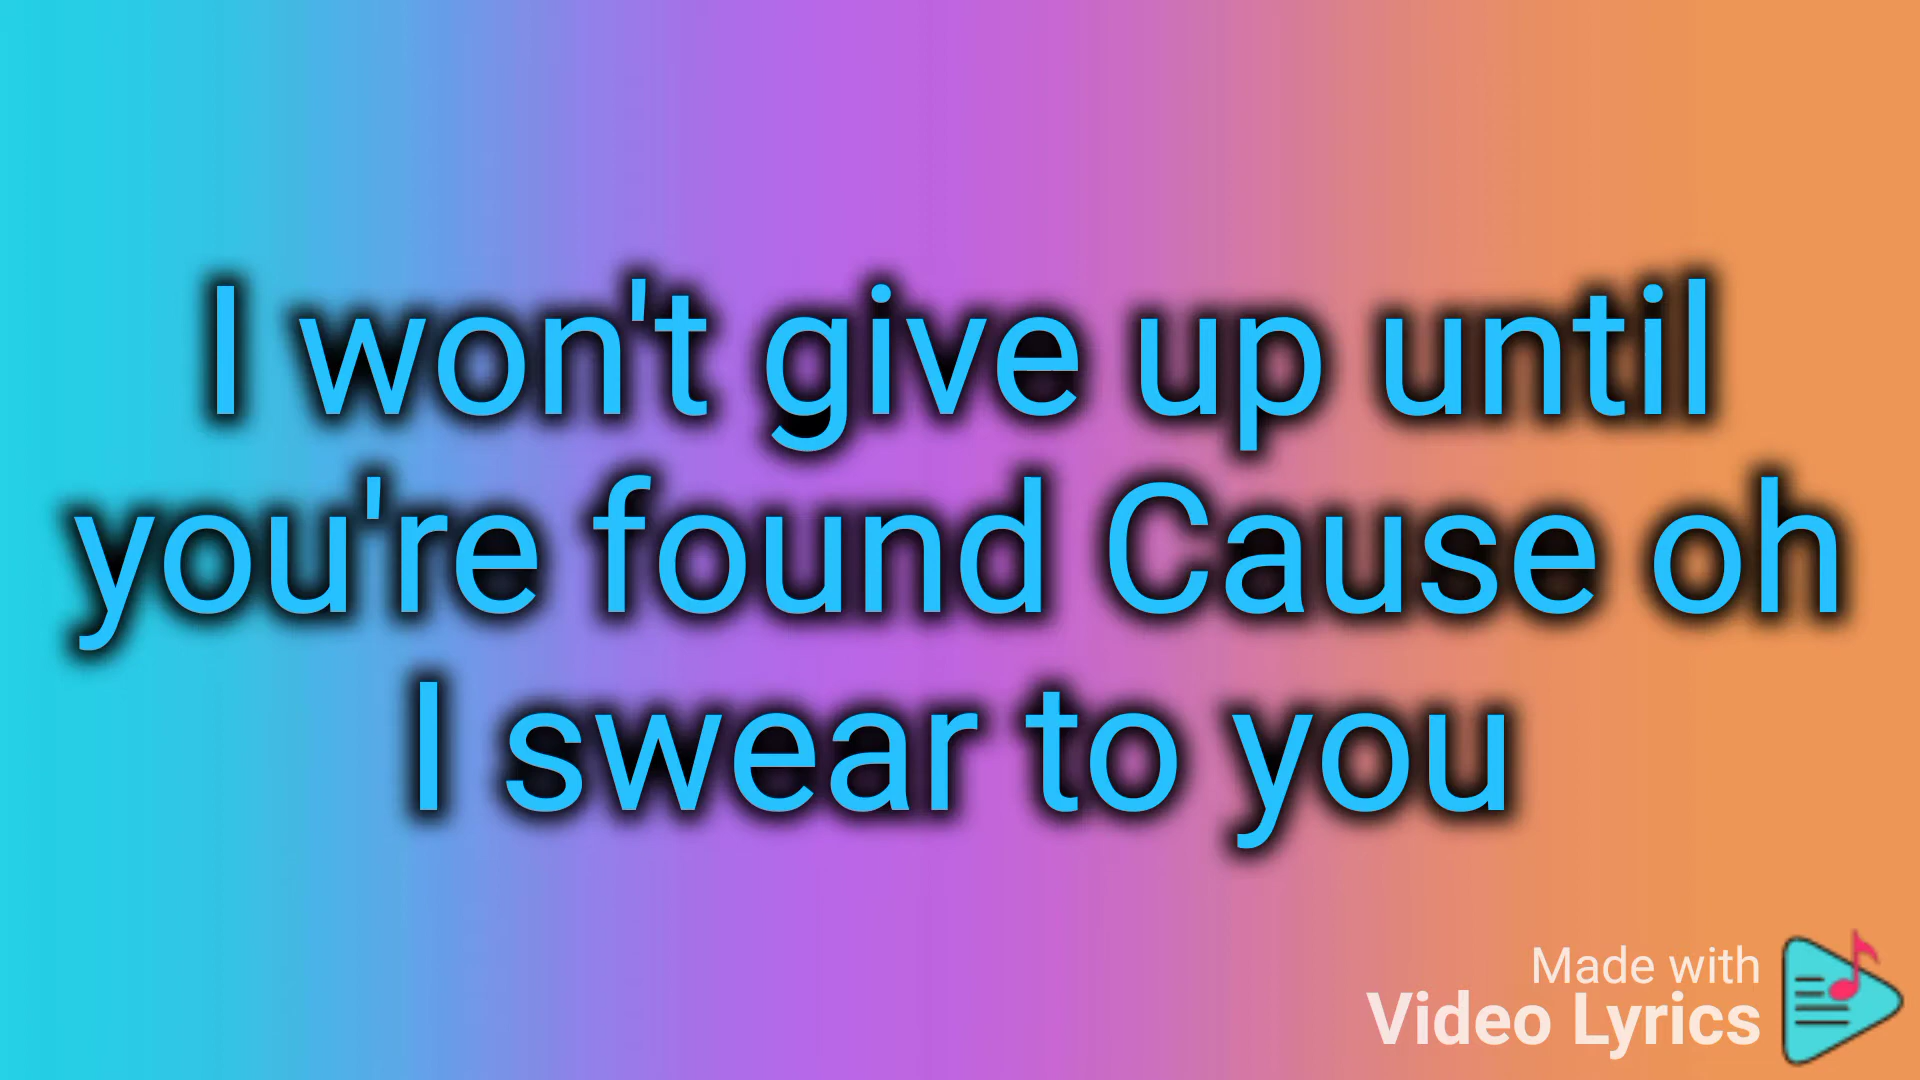 I won't give up until
you're found Cause oh
I swear to you
Made with
Video Lyrics